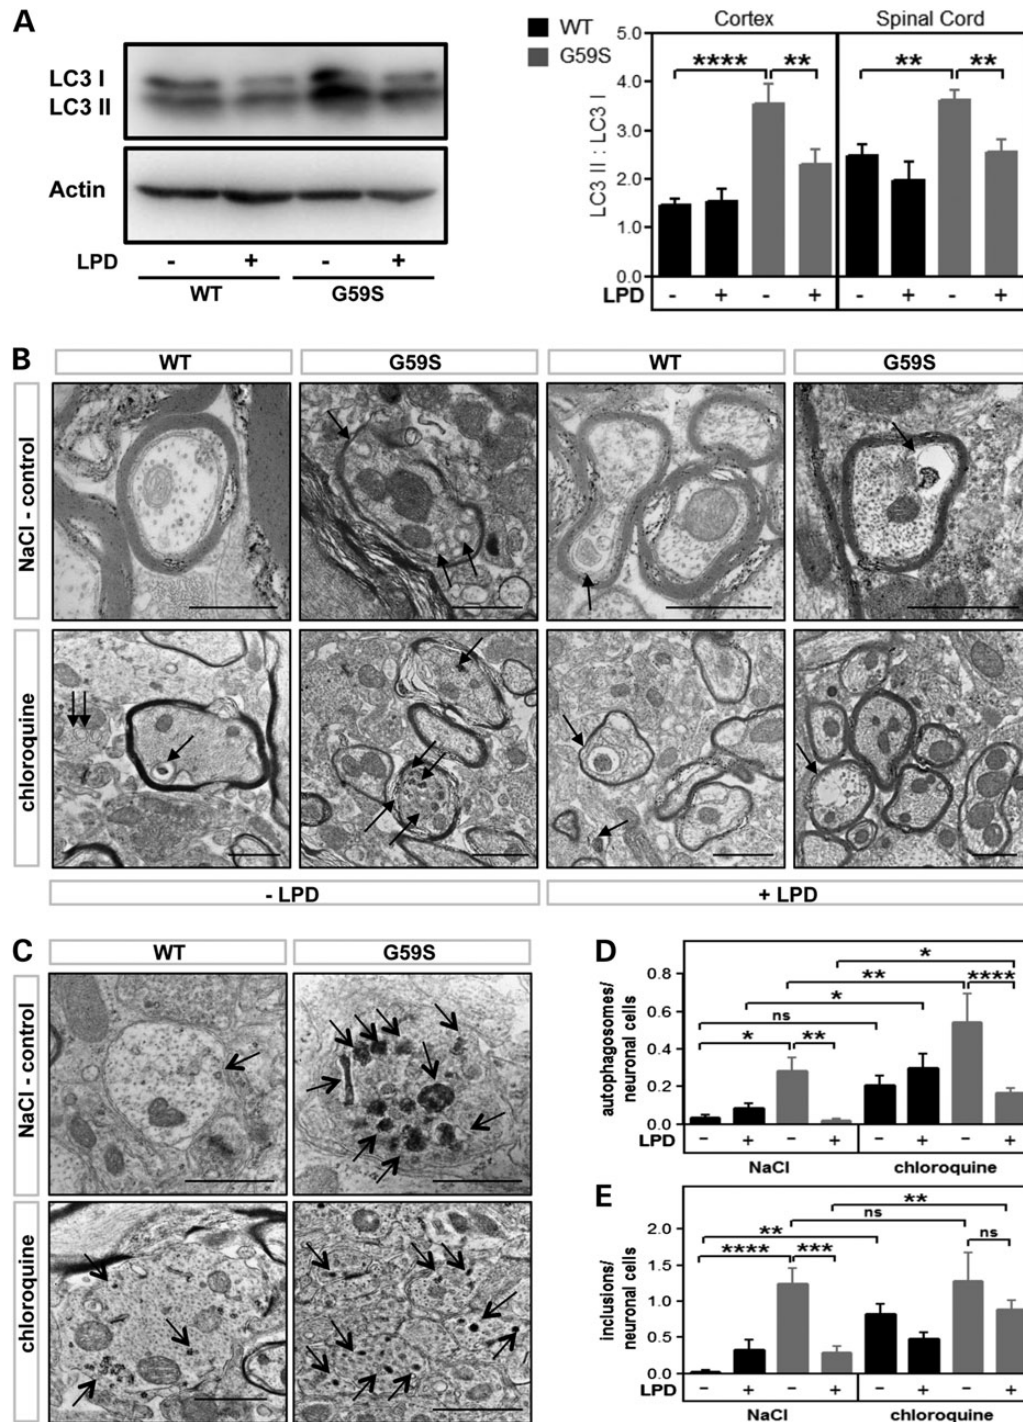 A
LC3 I
LC3 II
Actin
LPD - + - +
WT G59S
WT
G59S
Cortex Spinal Cord
LC3 II : LC3 I
5.0
4.0
3.0
2.0
1.0
0.0
**** ** ** **
LPD - + - + - + - +
B
WT G59S WT G59S
NaCl - control
chloroquine
- LPD + LPD
C
WT G59S
NaCl - control
chloroquine
D
autophagosomes/
neuronal cells
0.8
0.6
0.4
0.2
0.0
*
** ****
*
ns
* **
LPD - + - + - + - +
NaCl chloroquine
E
inclusions/
neuronal cells
2.0
1.5
1.0
0.5
0.0
**
ns
** ns
**** ***
LPD - + - + - + - +
NaCl chloroquine